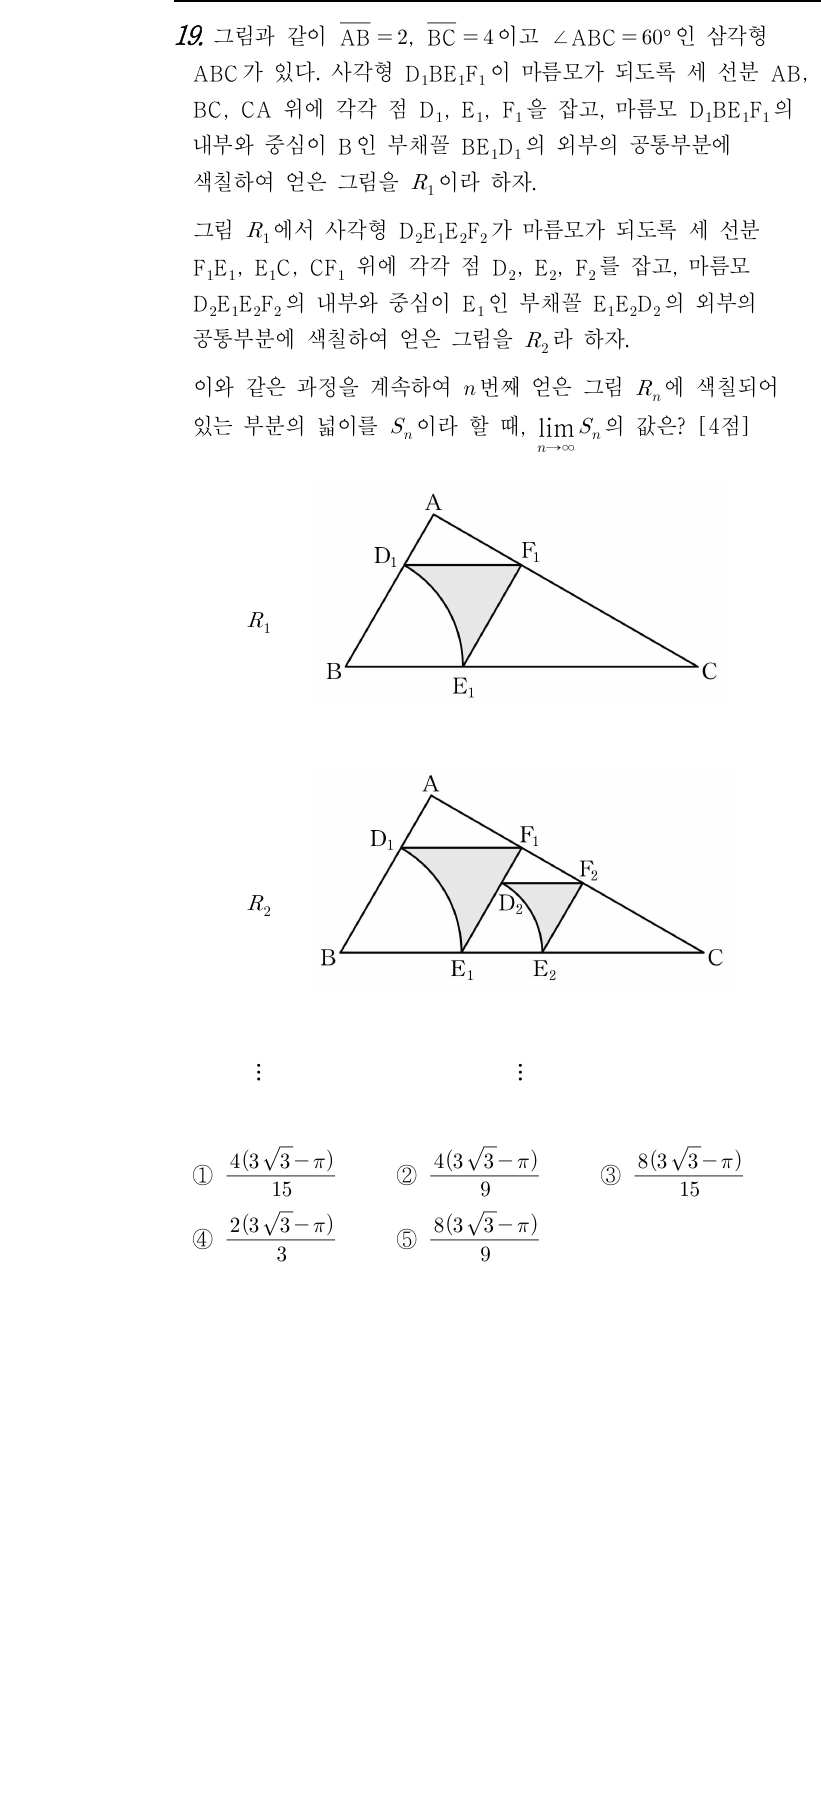 19. 그림과 같이 \overline{AB}=2, \overline{BC}=4이고 ∠ABC=60°인 삼각형
ABC가 있다. 사각형 D₁BE₁F₁이 마름모가 되도록 세 선분 AB,
BC, CA 위에 각각 점 D₁, E₁, F₁을 잡고, 마름모 D₁BE₁F₁의
내부와 중심이 B인 부채꼴 BE₁D₁의 외부의 공통부분에
색칠하여 얻은 그림을 R₁이라 하자.
그림 R₁에서 사각형 D₂E₁E₂F₂가 마름모가 되도록 세 선분
F₁E₁, E₁C, CF₁ 위에 각각 점 D₂, E₂, F₂를 잡고, 마름모
D₂E₁E₂F₂의 내부와 중심이 E₁인 부채꼴 E₁E₂D₂의 외부의
공통부분에 색칠하여 얻은 그림을 R₂라 하자.
이와 같은 과정을 계속하여 n번째 얻은 그림 Rₙ에 색칠되어
있는 부분의 넓이를 Sₙ이라 할 때, lim_{n→∞} Sₙ의 값은? [4점]
A
D₁ F₁
R₁
B C
E₁
A
D₁ F₁
F₂
R₂ D₂
B C
E₁ E₂
⋮ ⋮
① 4(3√3−π)/15 ② 4(3√3−π)/9 ③ 8(3√3−π)/15
④ 2(3√3−π)/3 ⑤ 8(3√3−π)/9